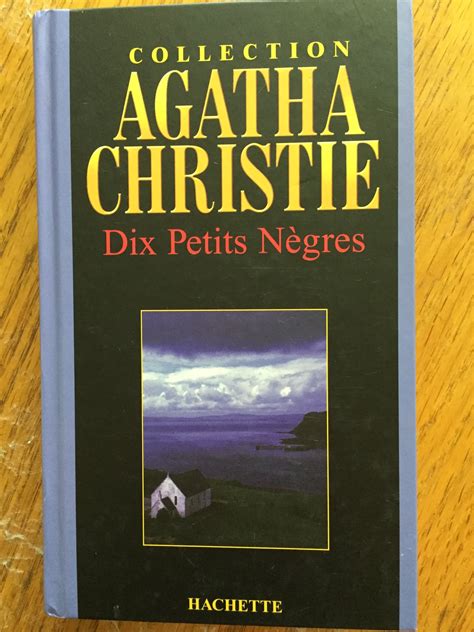 COLLECTION
AGATHA
CHRISTIE
Dix Petits Nègres
HACHETTE